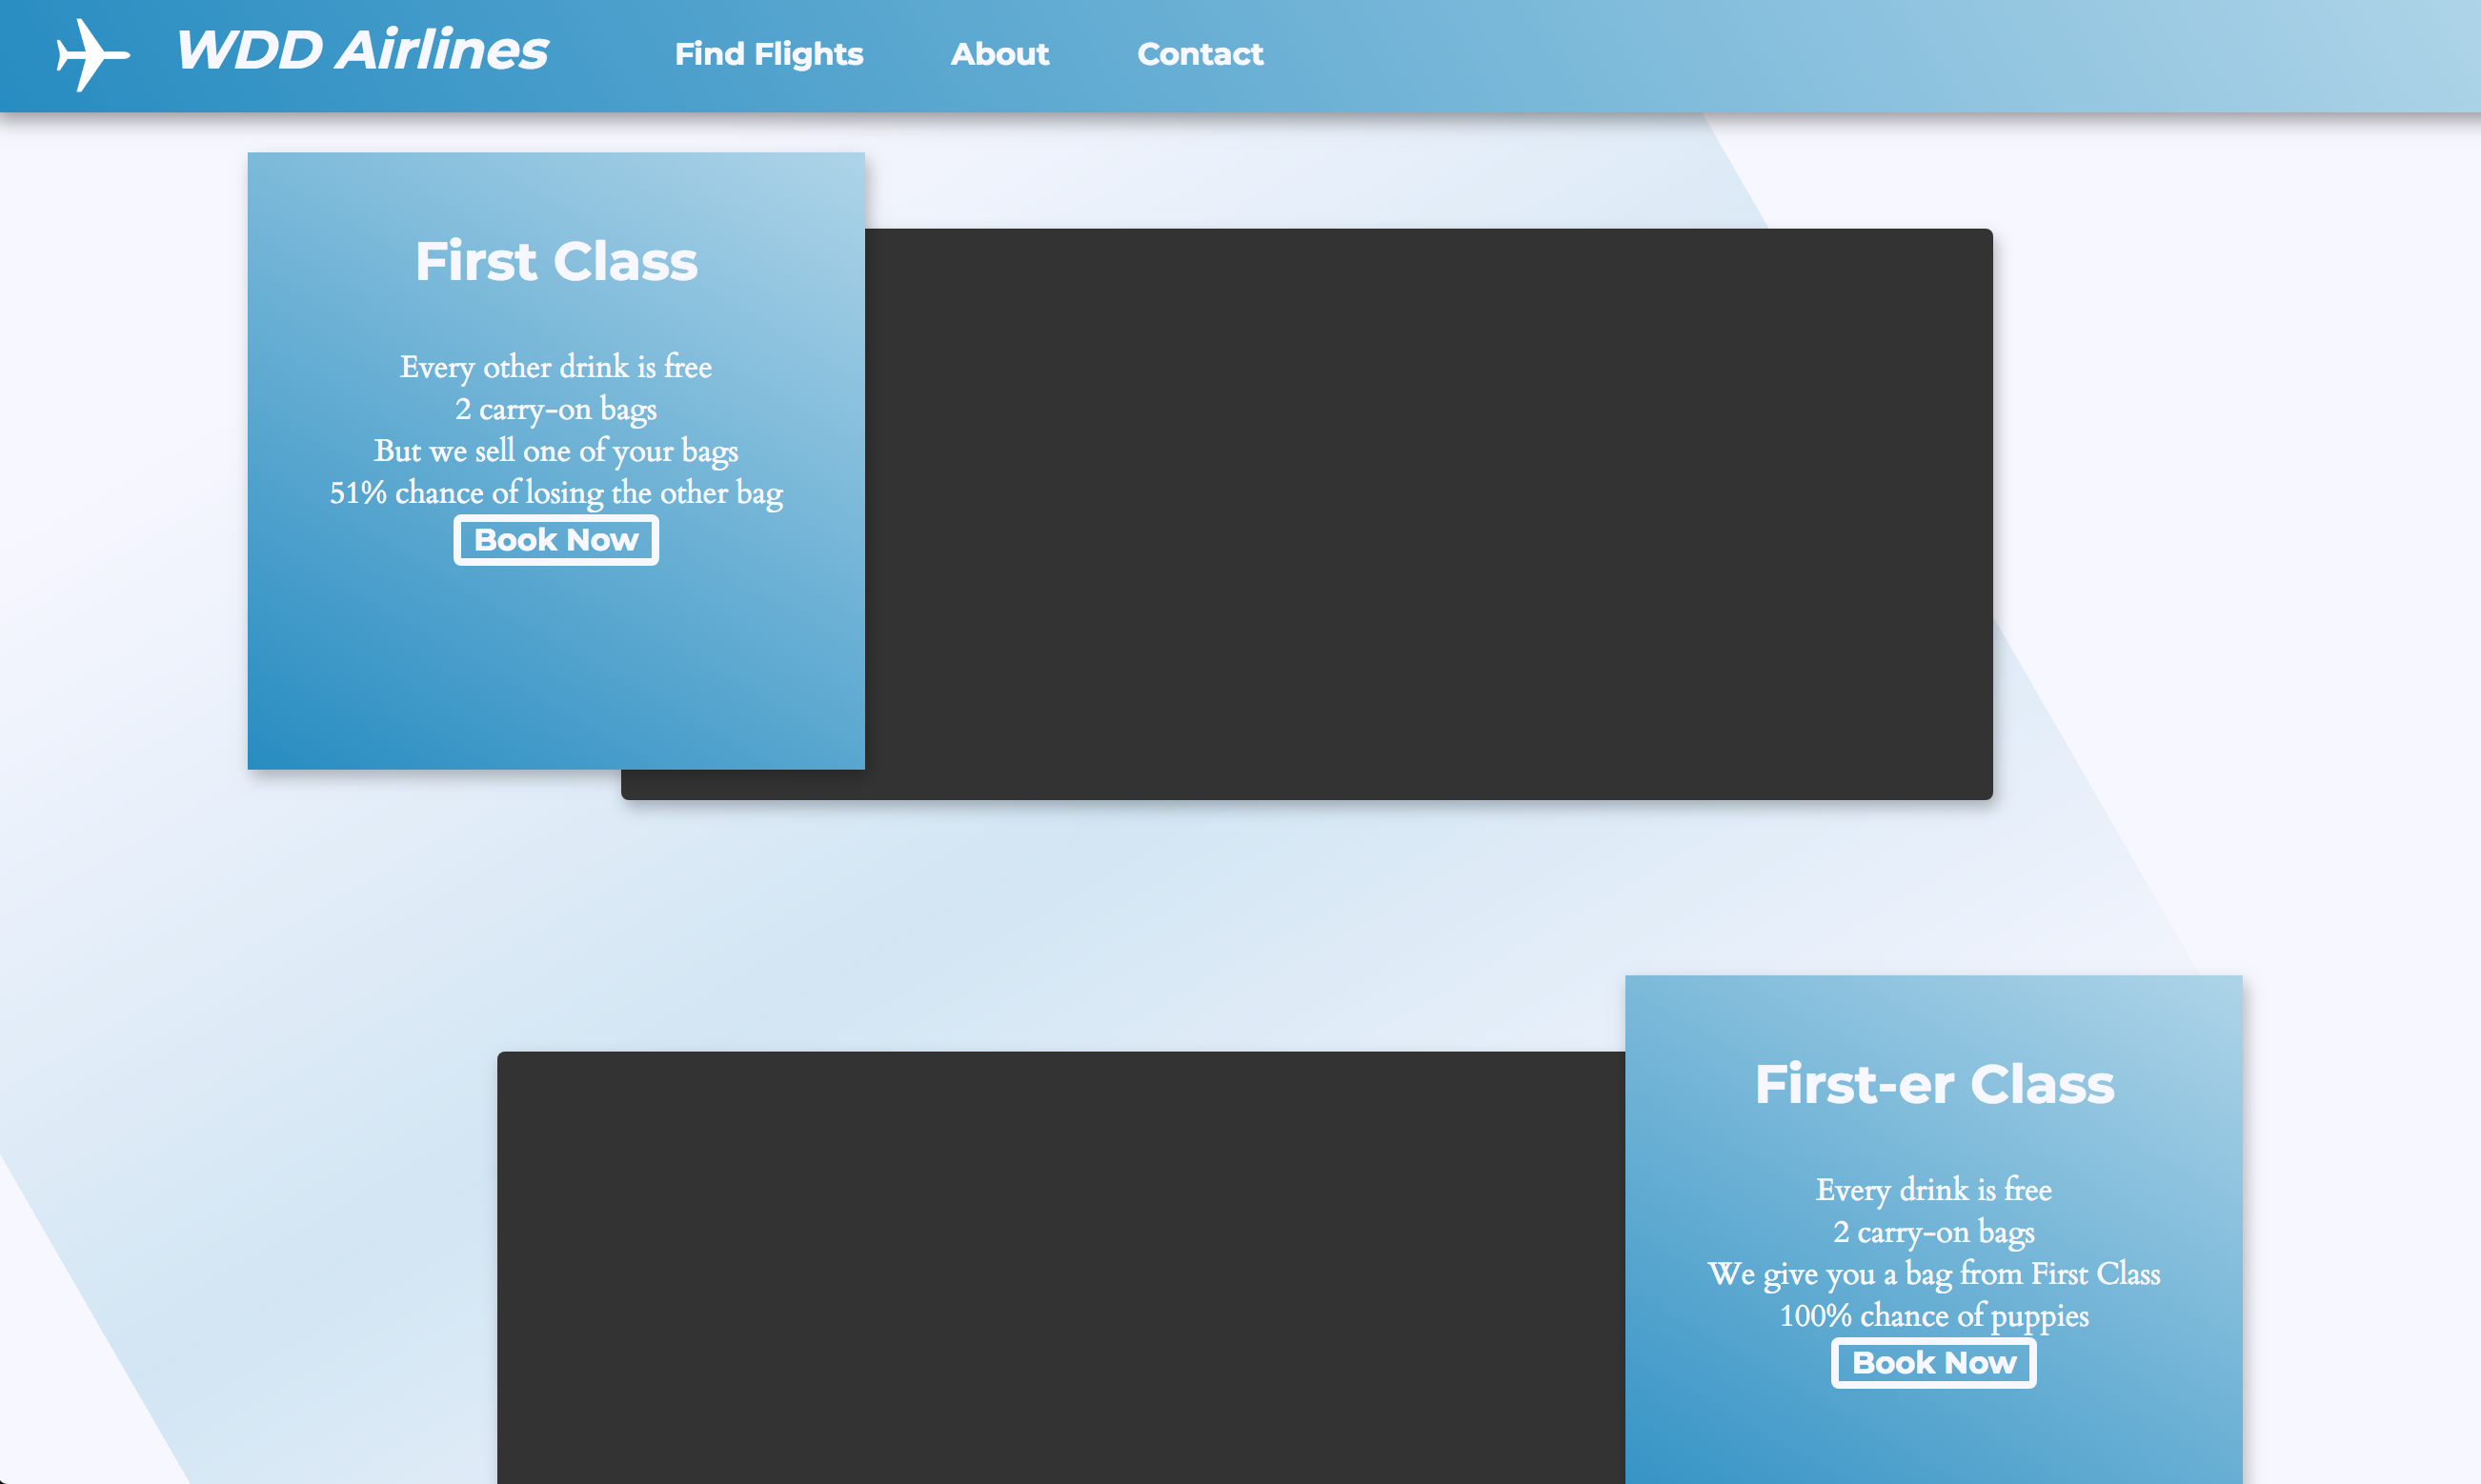 WDD Airlines
Find Flights
About
Contact
First Class
Every other drink is free
2 carry-on bags
But we sell one of your bags
51% chance of losing the other bag
Book Now
First-er Class
Every drink is free
2 carry-on bags
We give you a bag from First Class
100% chance of puppies
Book Now